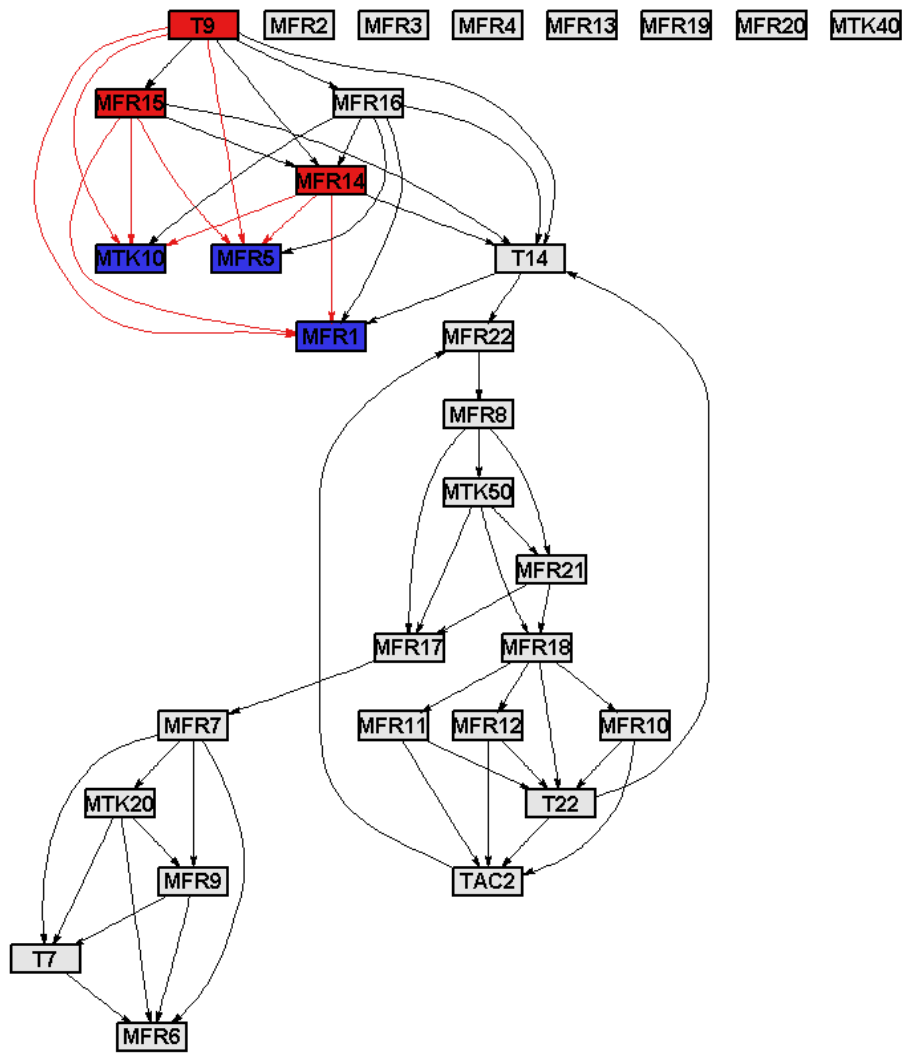 T9 MFR2 MFR3 MFR4 MFR13 MFR19 MFR20 MTK40
MFR15 MFR16
MFR14
MTK10 MFR5 T14
MFR1 MFR22
MFR8
MTK50
MFR21
MFR17 MFR18
MFR7 MFR11 MFR12 MFR10
MTK20 T22
MFR9 TAC2
T7
MFR6